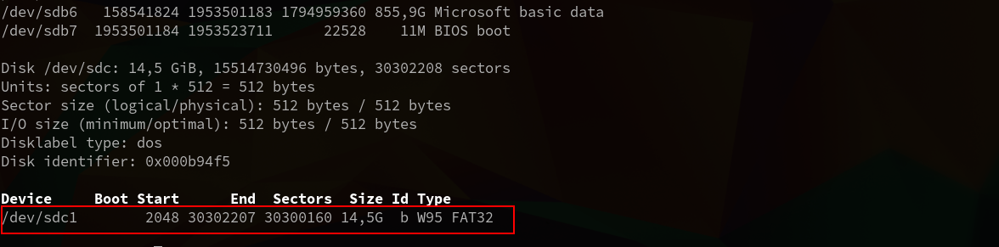 /dev/sdb6   158541824 1953501183 1794959360 855,9G Microsoft basic data
/dev/sdb7  1953501184 1953523711      22528    11M BIOS boot
Disk /dev/sdc: 14,5 GiB, 15514730496 bytes, 30302208 sectors
Units: sectors of 1 * 512 = 512 bytes
Sector size (logical/physical): 512 bytes / 512 bytes
I/O size (minimum/optimal): 512 bytes / 512 bytes
Disklabel type: dos
Disk identifier: 0x000b94f5
Device     Boot Start      End  Sectors  Size Id Type
/dev/sdc1        2048 30302207 30300160 14,5G  b W95 FAT32